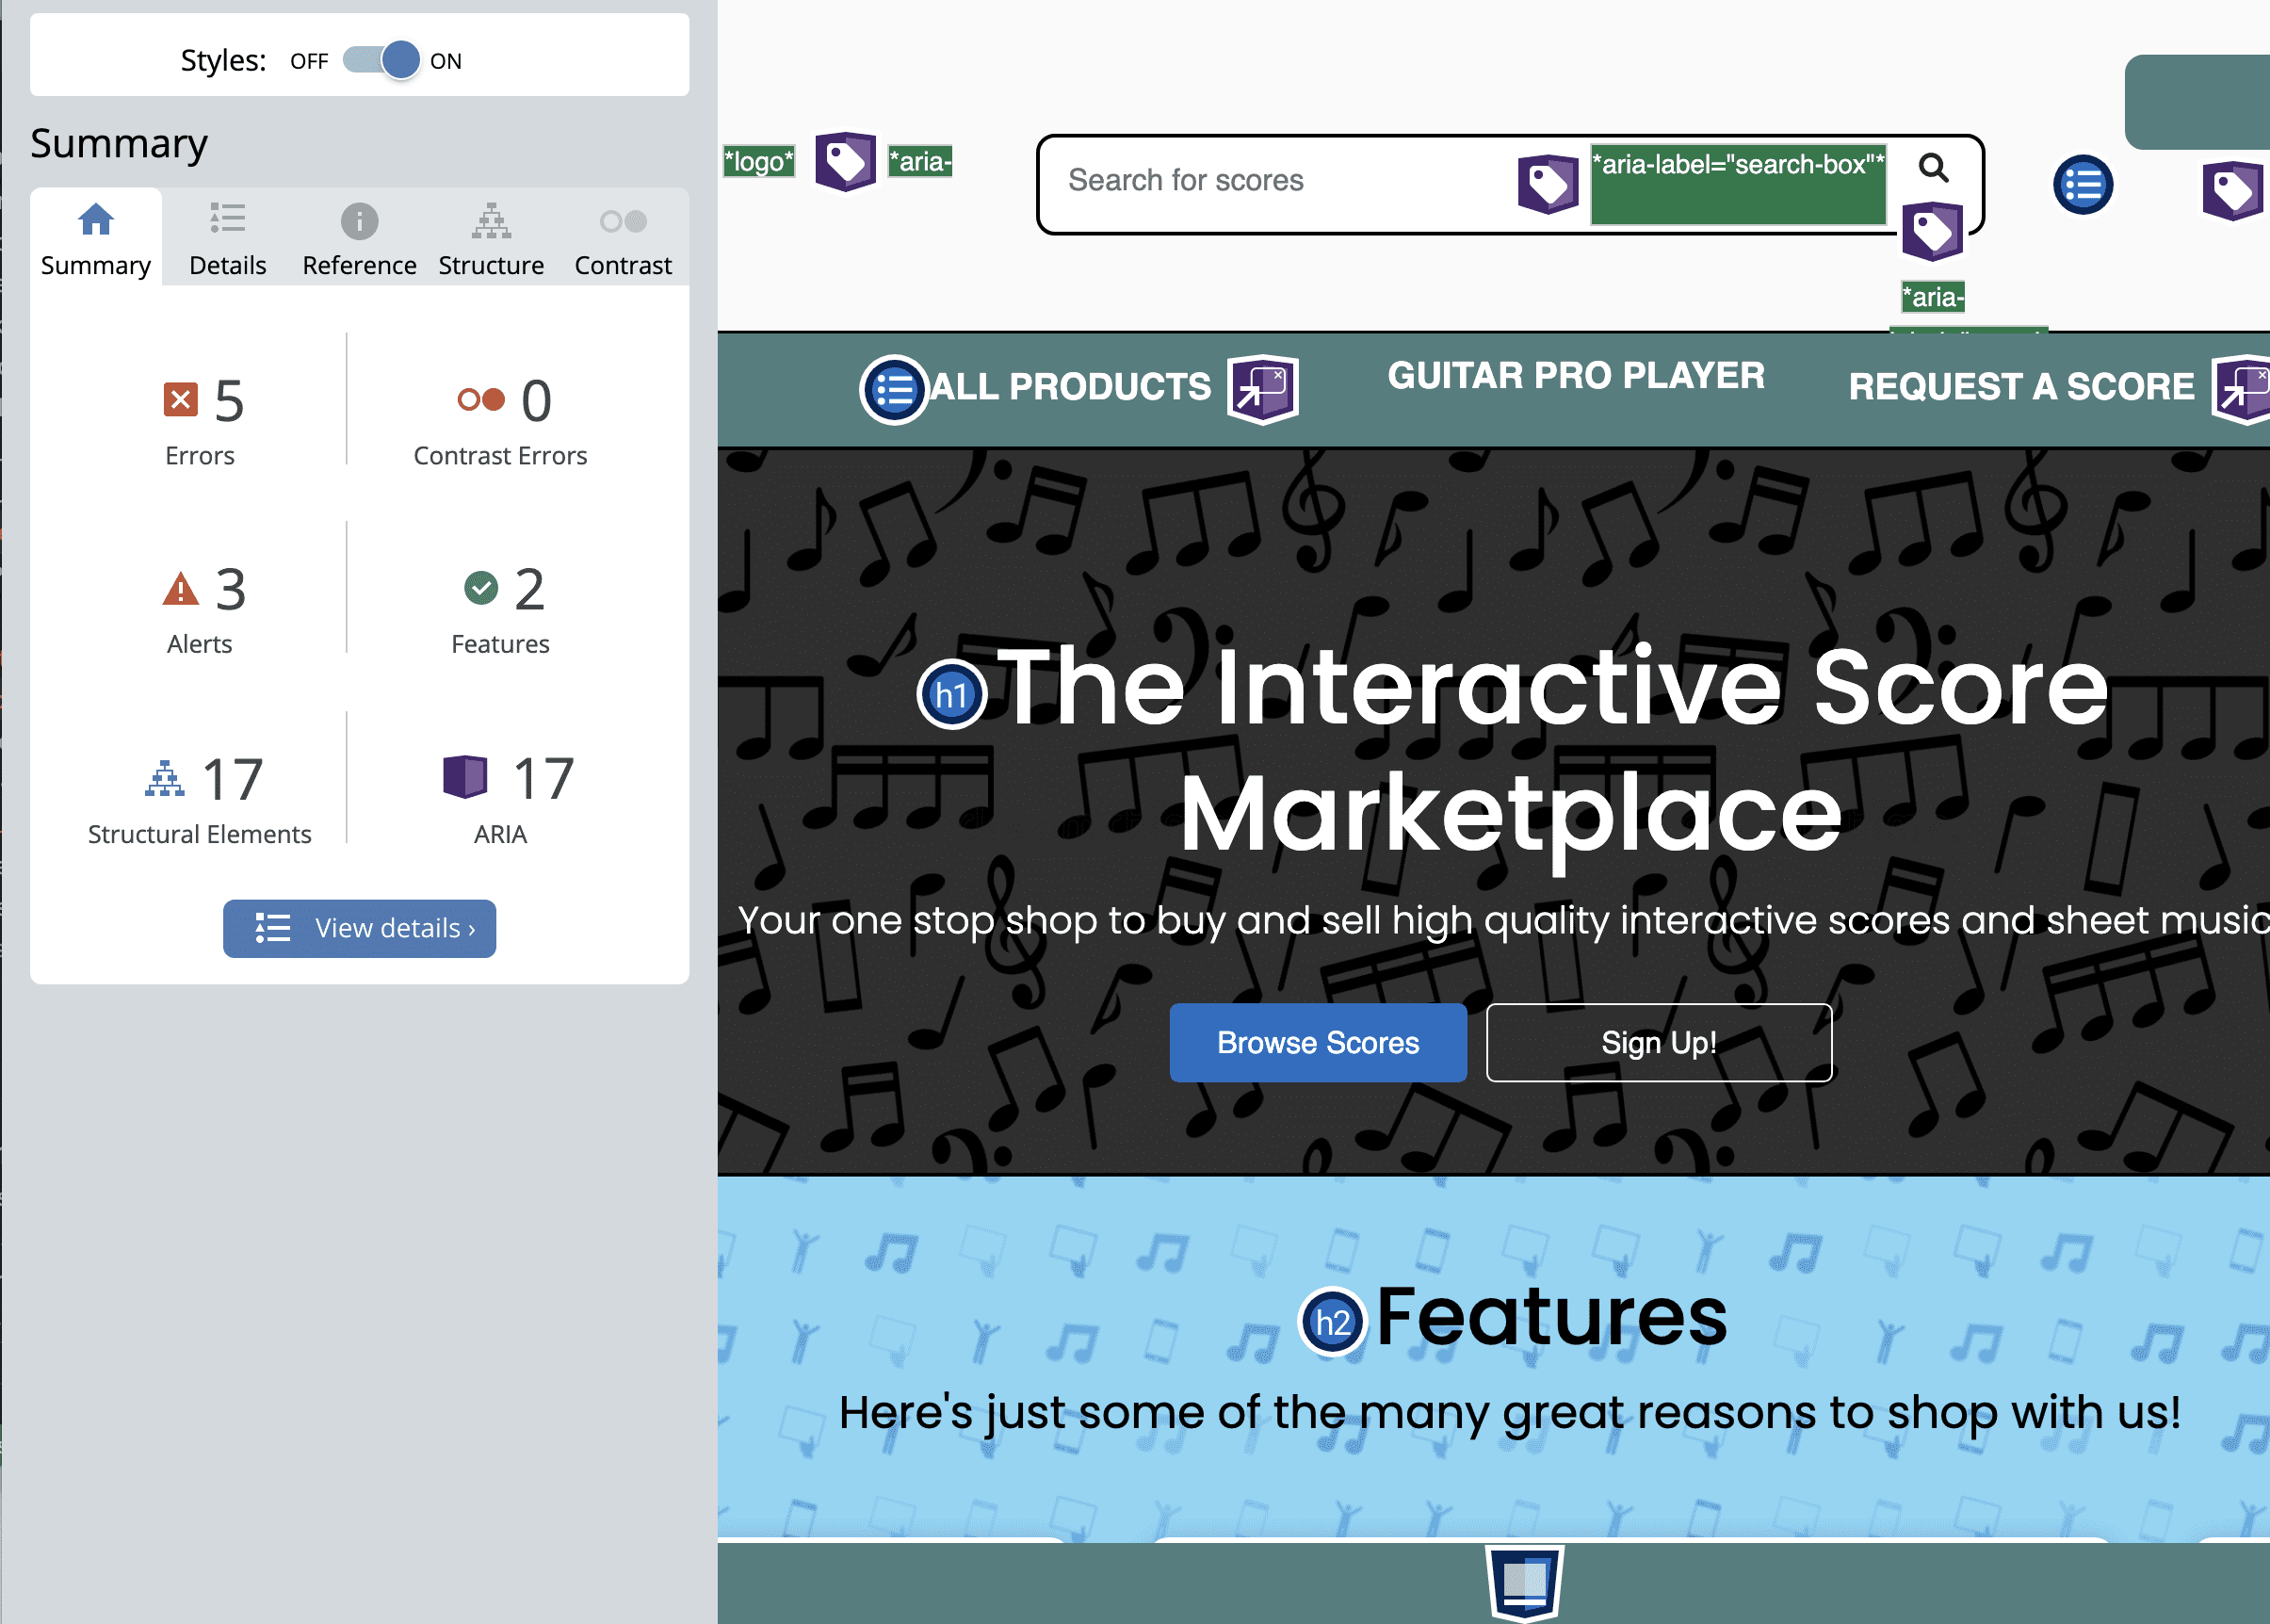 Styles: OFF ON
Summary
Summary Details Reference Structure Contrast
5 Errors
0 Contrast Errors
3 Alerts
2 Features
17 Structural Elements
17 ARIA
View details ›
*logo* *aria-
Search for scores *aria-label="search-box"*
*aria-
ALL PRODUCTS GUITAR PRO PLAYER REQUEST A SCORE
h1 The Interactive Score
Marketplace
Your one stop shop to buy and sell high quality interactive scores and sheet music
Browse Scores Sign Up!
h2 Features
Here's just some of the many great reasons to shop with us!